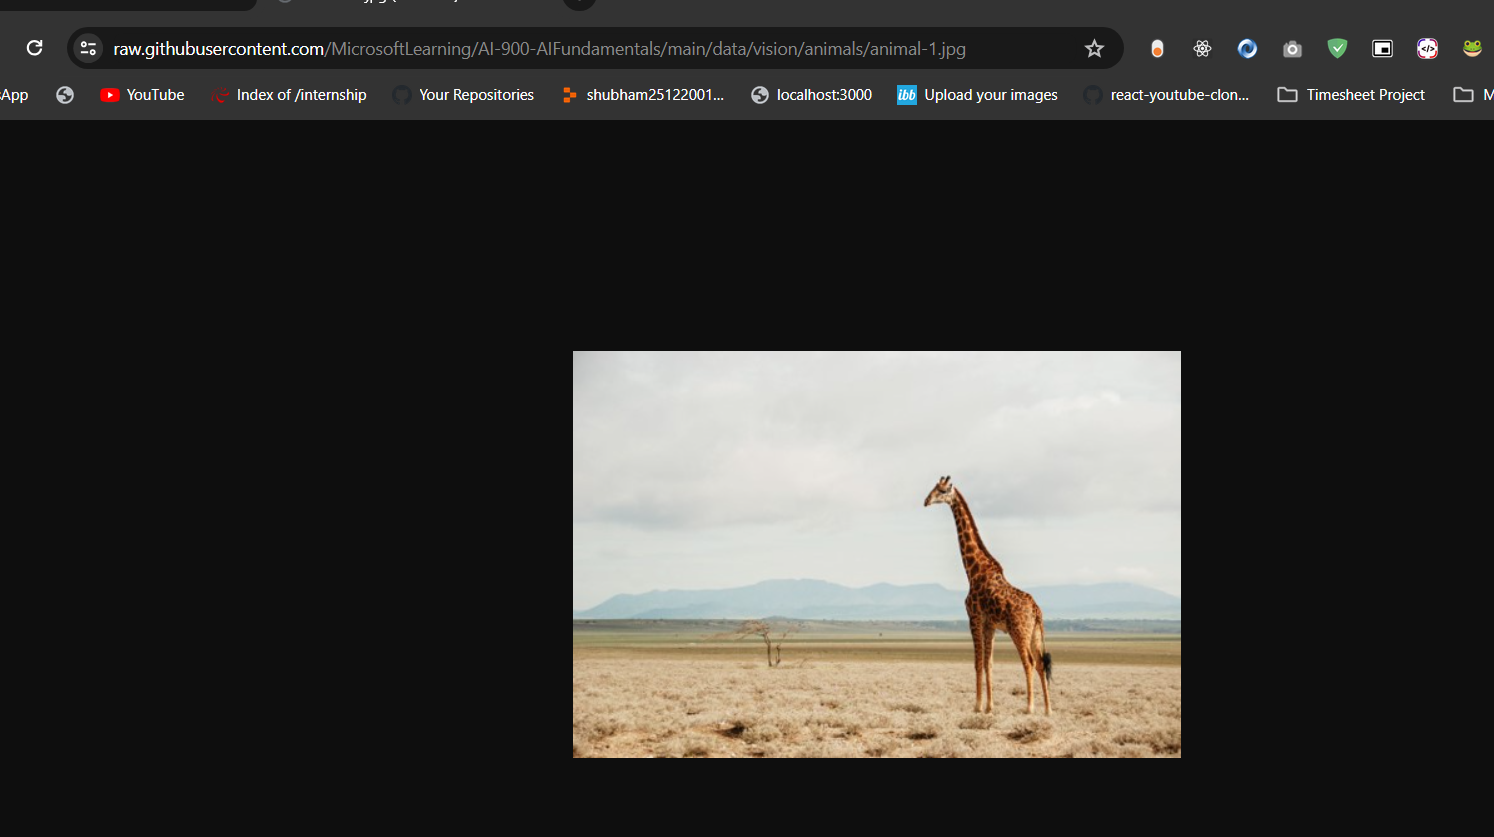 raw.githubusercontent.com/MicrosoftLearning/AI-900-AIFundamentals/main/data/vision/animals/animal-1.jpg
App YouTube Index of /internship Your Repositories shubham25122001... ibb localhost:3000 Upload your images react-youtube-clon... Timesheet Project M